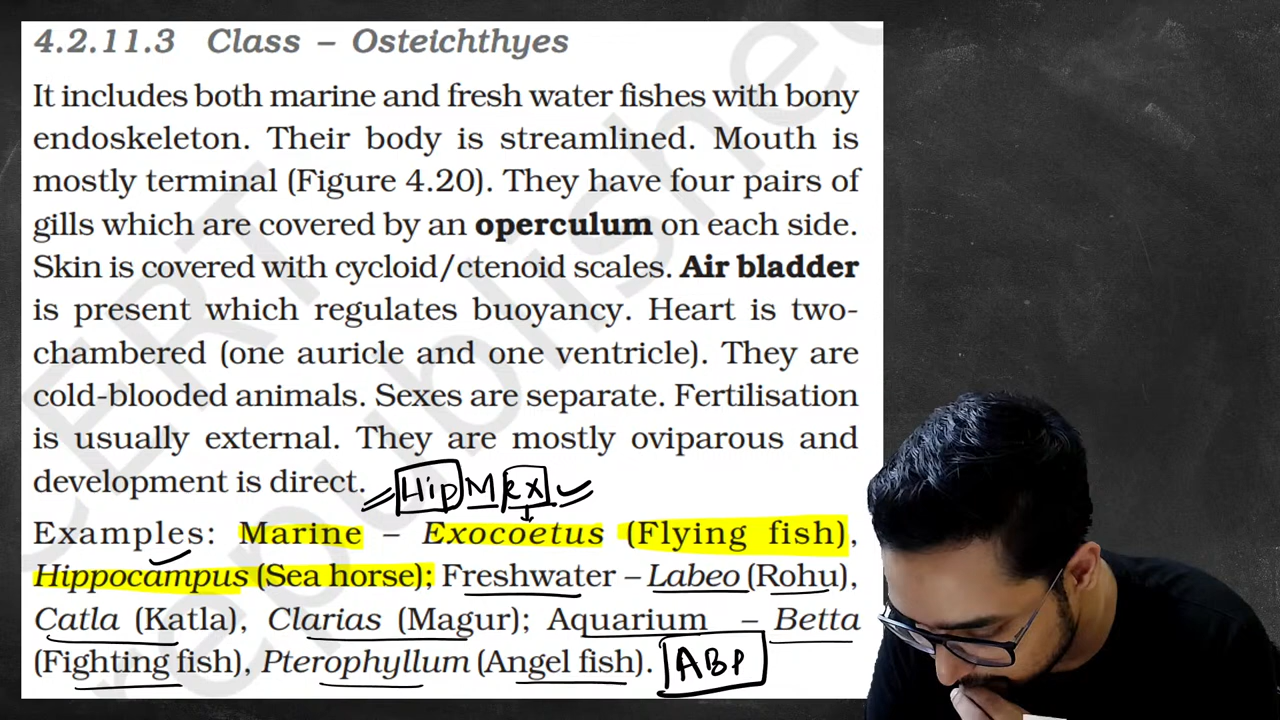 4.2.11.3 Class – Osteichthyes
It includes both marine and fresh water fishes with bony
endoskeleton. Their body is streamlined. Mouth is
mostly terminal (Figure 4.20). They have four pairs of
gills which are covered by an operculum on each side.
Skin is covered with cycloid/ctenoid scales. Air bladder
is present which regulates buoyancy. Heart is two-
chambered (one auricle and one ventricle). They are
cold-blooded animals. Sexes are separate. Fertilisation
is usually external. They are mostly oviparous and
development is direct.
Hip M
Examples: Marine – Exocoetus (Flying fish),
Hippocampus (Sea horse); Freshwater – Labeo (Rohu),
Catla (Katla), Clarias (Magur); Aquarium – Betta
(Fighting fish), Pterophyllum (Angel fish).
ABP